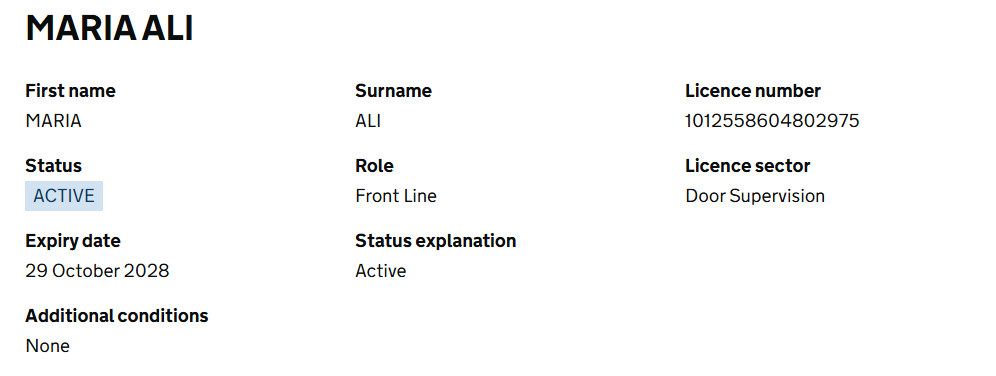 MARIA ALI
First name Surname Licence number
MARIA ALI 1012558604802975
Status Role Licence sector
ACTIVE Front Line Door Supervision
Expiry date Status explanation
29 October 2028 Active
Additional conditions
None